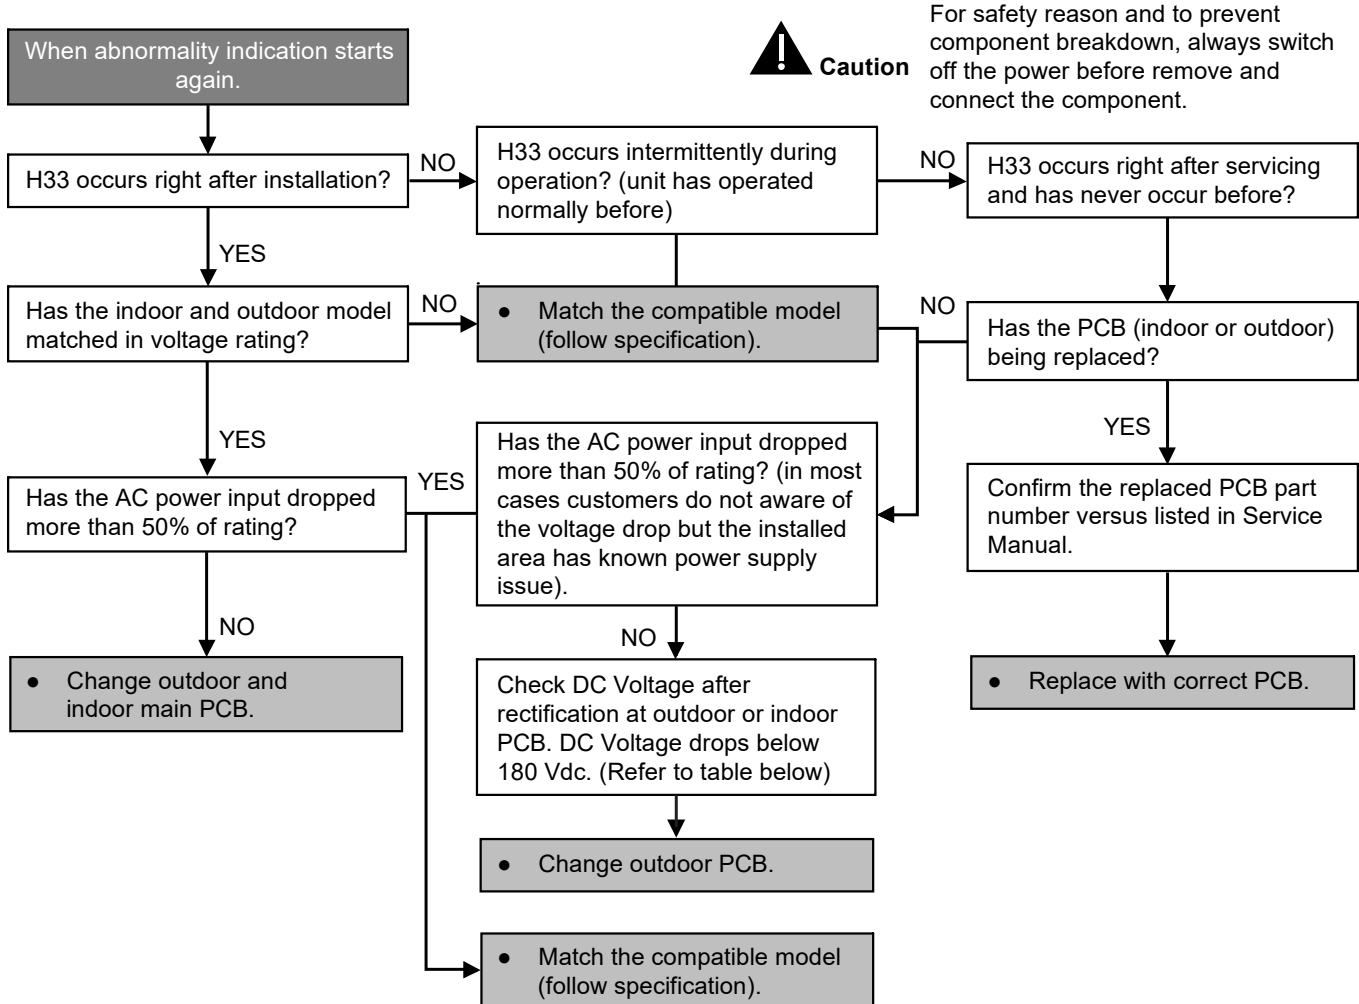 For safety reason and to prevent
component breakdown, always switch
off the power before remove and
connect the component.
Caution
When abnormality indication starts
again.
H33 occurs right after installation?
NO
H33 occurs intermittently during
operation? (unit has operated
normally before)
NO
H33 occurs right after servicing
and has never occur before?
YES
Has the indoor and outdoor model
matched in voltage rating?
NO
● Match the compatible model
(follow specification).
NO
Has the PCB (indoor or outdoor)
being replaced?
YES
Has the AC power input dropped
more than 50% of rating?
YES
Has the AC power input dropped
more than 50% of rating? (in most
cases customers do not aware of
the voltage drop but the installed
area has known power supply
issue).
YES
Confirm the replaced PCB part
number versus listed in Service
Manual.
NO
● Change outdoor and
indoor main PCB.
NO
Check DC Voltage after
rectification at outdoor or indoor
PCB. DC Voltage drops below
180 Vdc. (Refer to table below)
● Replace with correct PCB.
● Change outdoor PCB.
● Match the compatible model
(follow specification).